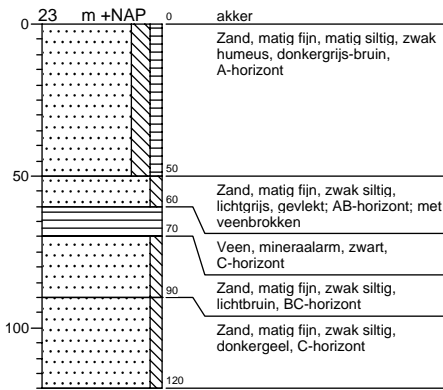 23 m +NAP 0 akker
0
Zand, matig fijn, matig siltig, zwak
humeus, donkergrijs-bruin,
A-horizont
50
50
Zand, matig fijn, zwak siltig,
lichtgrijs, gevlekt; AB-horizont; met
veenbrokken
60
70
Veen, mineraalarm, zwart,
C-horizont
Zand, matig fijn, zwak siltig,
lichtbruin, BC-horizont
90
100
Zand, matig fijn, zwak siltig,
donkergeel, C-horizont
120